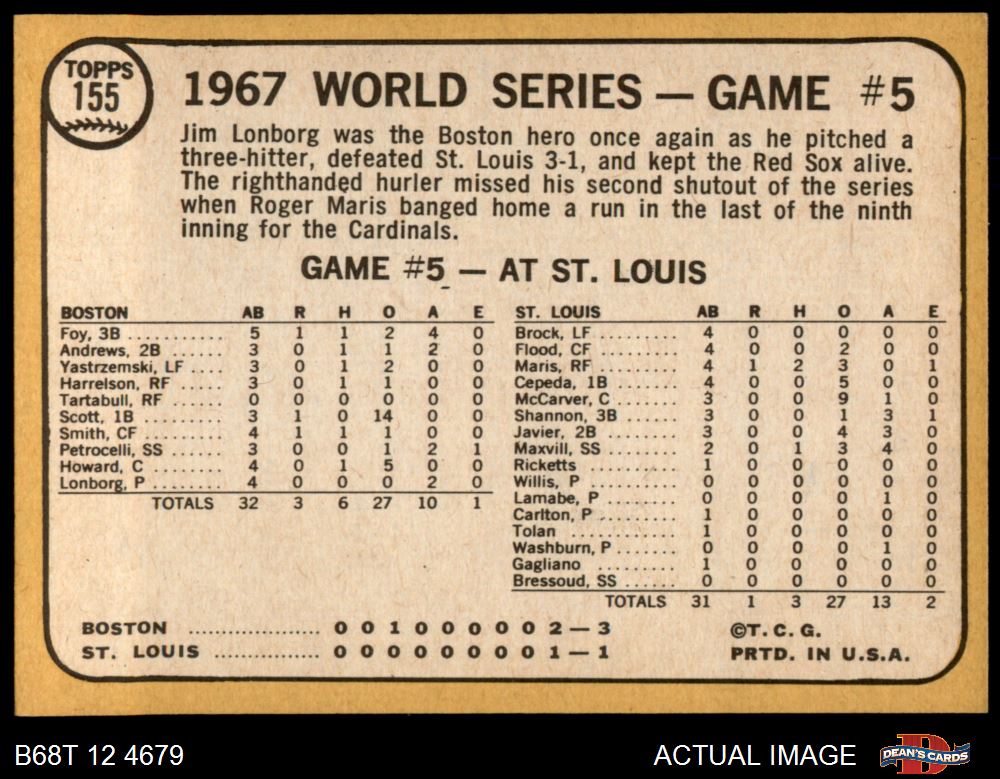 TOPPS
155
1967 WORLD SERIES — GAME #5
Jim Lonborg was the Boston hero once again as he pitched a
three-hitter, defeated St. Louis 3-1, and kept the Red Sox alive.
The righthanded hurler missed his second shutout of the series
when Roger Maris banged home a run in the last of the ninth
inning for the Cardinals.
GAME #5 — AT ST. LOUIS
BOSTON AB R H O A E
Foy, 3B .......... 5 1 1 2 4 0
Andrews, 2B ...... 3 0 1 1 2 0
Yastrzemski, LF .... 3 0 1 2 0 0
Harrelson, RF .... 3 0 1 1 0 0
Tartabull, RF ...... 0 0 0 0 0 0
Scott, 1B ......... 3 1 0 14 0 0
Smith, CF ......... 4 1 1 1 0 0
Petrocelli, SS ...... 3 0 0 1 2 1
Howard, C ........ 4 0 1 5 0 0
Lonborg, P ........ 4 0 0 0 2 0
TOTALS 32 3 6 27 10 1
ST. LOUIS AB R H O A E
Brock, LF ......... 4 0 0 0 0 0
Flood, CF ......... 4 0 0 2 0 0
Maris, RF ......... 4 1 2 3 0 1
Cepeda, 1B ........ 4 0 0 5 0 0
McCarver, C ....... 3 0 0 9 1 0
Shannon, 3B ....... 3 0 0 1 3 1
Javier, 2B ........ 3 0 0 4 3 0
Maxvill, SS ....... 2 0 1 3 4 0
Ricketts .......... 1 0 0 0 0 0
Willis, P .......... 0 0 0 0 0 0
Lamabe, P ......... 0 0 0 0 1 0
Carlton, P ......... 1 0 0 0 0 0
Tolan ............ 1 0 0 0 0 0
Washburn, P ....... 0 0 0 0 1 0
Gagliano .......... 1 0 0 0 0 0
Bressoud, SS ...... 0 0 0 0 0 0
TOTALS 31 1 3 27 13 2
BOSTON .................. 0 0 1 0 0 0 0 0 2 — 3
ST. LOUIS .............. 0 0 0 0 0 0 0 0 1 — 1
©T. C. G.
PRTD. IN U.S.A.
B68T 12 4679
ACTUAL IMAGE
DEAN'S CARDS